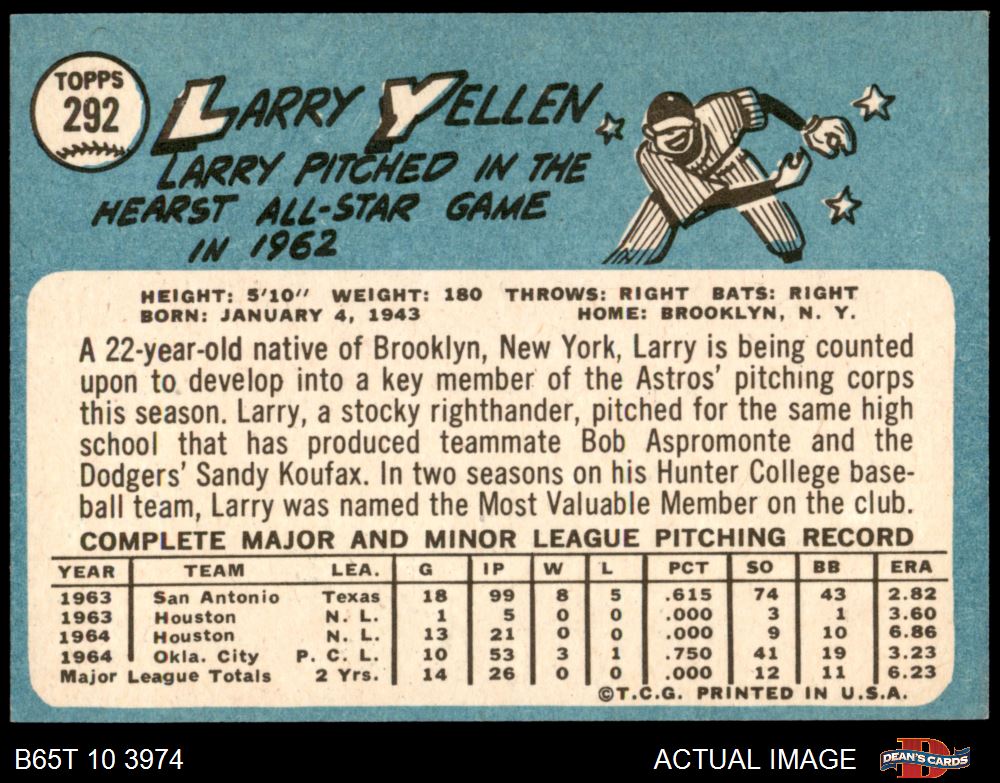 TOPPS
292
LARRY YELLEN
LARRY PITCHED IN THE
HEARST ALL-STAR GAME
IN 1962
HEIGHT: 5'10" WEIGHT: 180 THROWS: RIGHT BATS: RIGHT
BORN: JANUARY 4, 1943 HOME: BROOKLYN, N. Y.
A 22-year-old native of Brooklyn, New York, Larry is being counted
upon to develop into a key member of the Astros' pitching corps
this season. Larry, a stocky righthander, pitched for the same high
school that has produced teammate Bob Aspromonte and the
Dodgers' Sandy Koufax. In two seasons on his Hunter College base-
ball team, Larry was named the Most Valuable Member on the club.
COMPLETE MAJOR AND MINOR LEAGUE PITCHING RECORD
YEAR TEAM LEA. G IP W L PCT SO BB ERA
1963 San Antonio Texas 18 99 8 5 .615 74 43 2.82
1963 Houston N. L. 1 5 0 0 .000 3 1 3.60
1964 Houston N. L. 13 21 0 0 .000 9 10 6.86
1964 Okla. City P. C. L. 10 53 3 1 .750 41 19 3.23
Major League Totals 2 Yrs. 14 26 0 0 .000 12 11 6.23
©T.C.G. PRINTED IN U.S.A.
B65T 10 3974 ACTUAL IMAGE DEAN'S CARDS